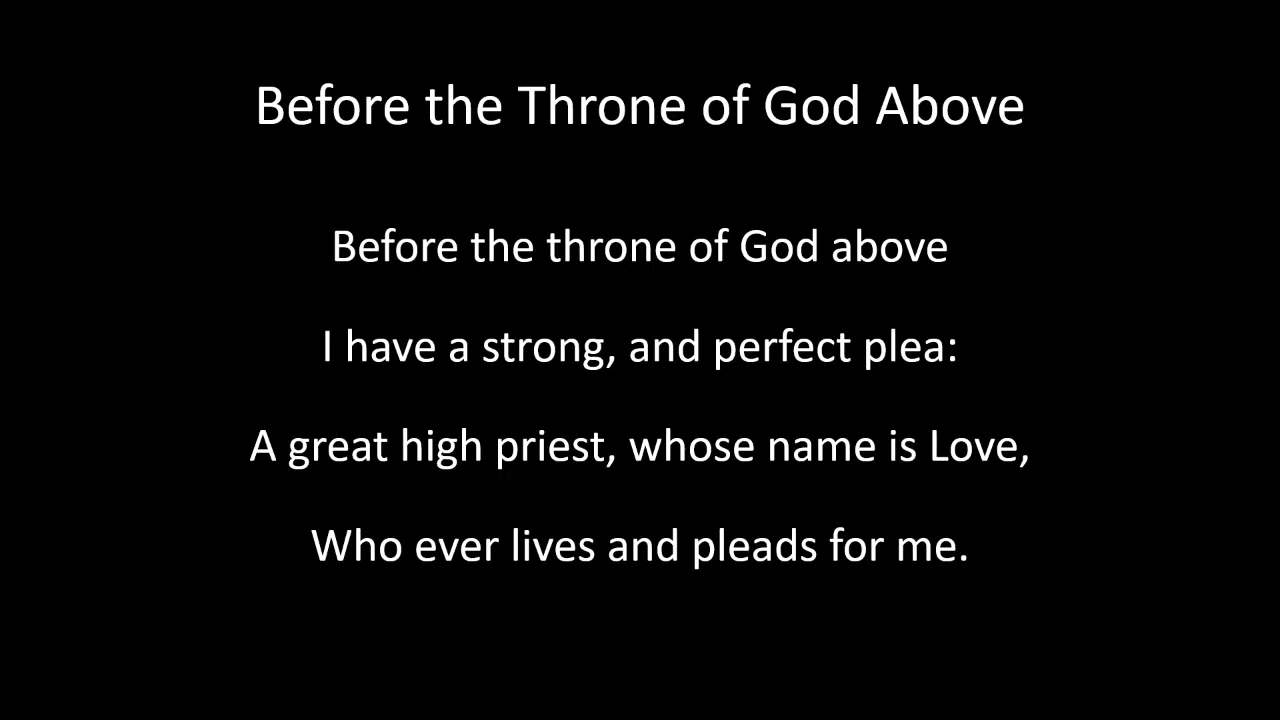 Before the Throne of God Above
Before the throne of God above
I have a strong, and perfect plea:
A great high priest, whose name is Love,
Who ever lives and pleads for me.